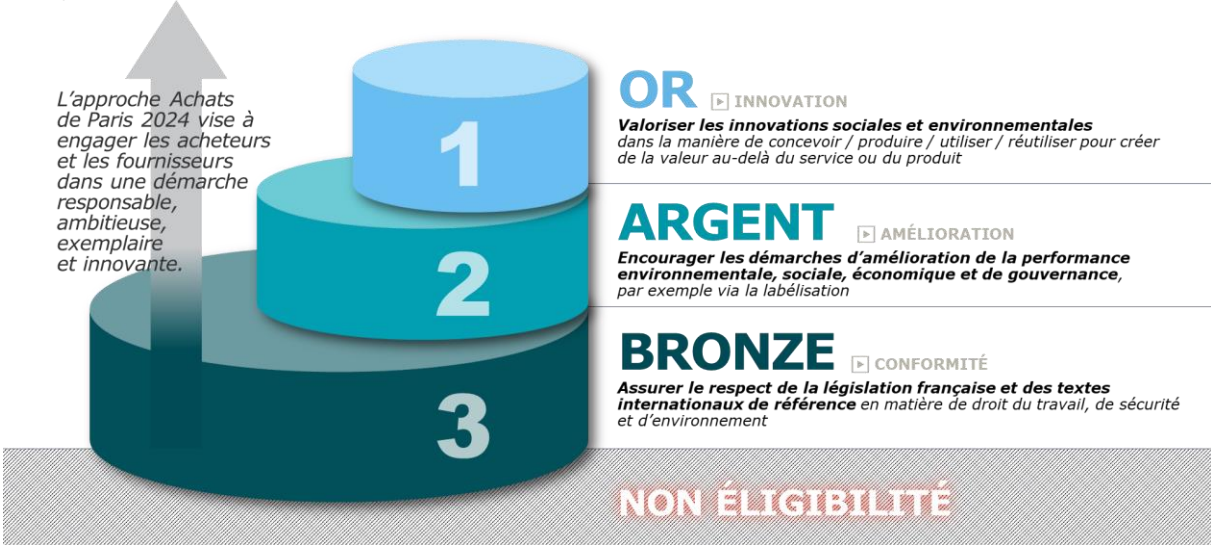 L'approche Achats
de Paris 2024 vise à
engager les acheteurs
et les fournisseurs
dans une démarche
responsable,
ambitieuse,
exemplaire
et innovante.
1
OR INNOVATION
Valoriser les innovations sociales et environnementales
dans la manière de concevoir / produire / utiliser / réutiliser pour créer
de la valeur au-delà du service ou du produit
2
ARGENT AMÉLIORATION
Encourager les démarches d'amélioration de la performance
environnementale, sociale, économique et de gouvernance,
par exemple via la labélisation
3
BRONZE CONFORMITÉ
Assurer le respect de la législation française et des textes
internationaux de référence en matière de droit du travail, de sécurité
et d'environnement
NON ÉLIGIBILITÉ